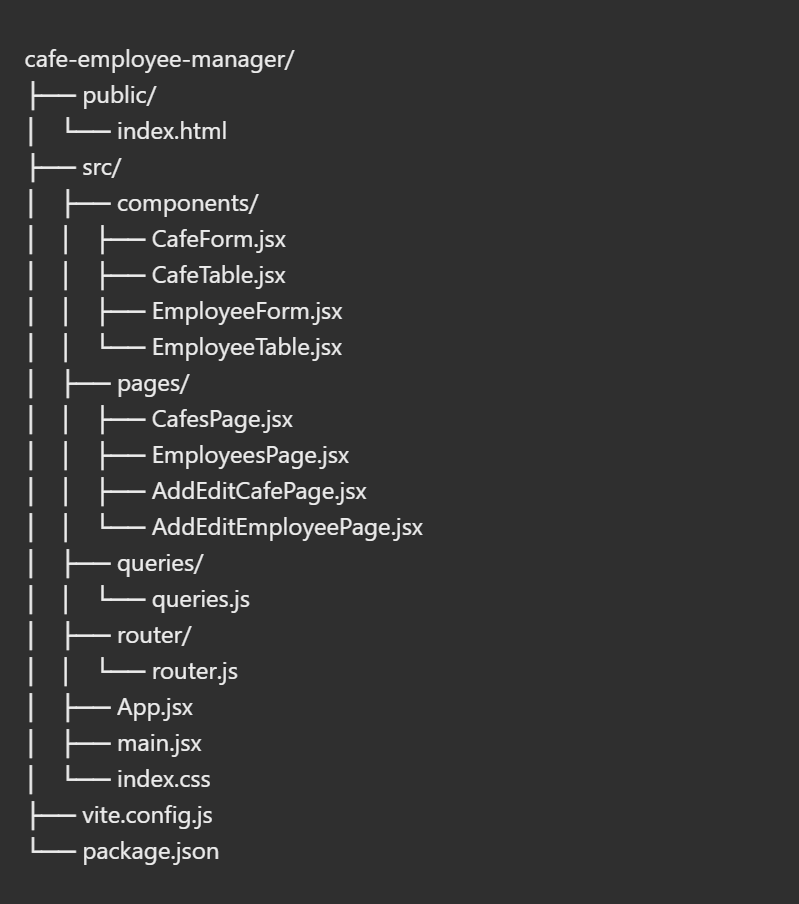 cafe-employee-manager/
├── public/
│   └── index.html
├── src/
│   ├── components/
│   │   ├── CafeForm.jsx
│   │   ├── CafeTable.jsx
│   │   ├── EmployeeForm.jsx
│   │   └── EmployeeTable.jsx
│   ├── pages/
│   │   ├── CafesPage.jsx
│   │   ├── EmployeesPage.jsx
│   │   ├── AddEditCafePage.jsx
│   │   └── AddEditEmployeePage.jsx
│   ├── queries/
│   │   └── queries.js
│   ├── router/
│   │   └── router.js
│   ├── App.jsx
│   ├── main.jsx
│   └── index.css
├── vite.config.js
└── package.json